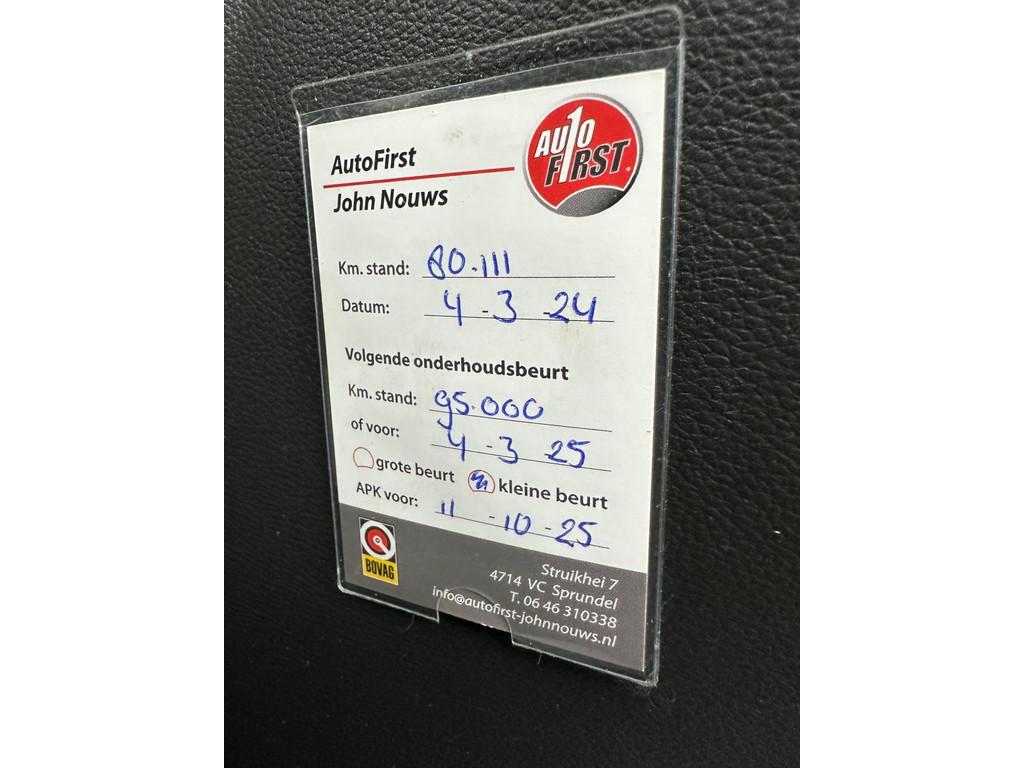 AutoFirst
John Nouws
AUTO
FIRST
Km. stand: 80.111
Datum: 4 - 3 - 24
Volgende onderhoudsbeurt
Km. stand: 95.000
of voor: 4 - 3 25
grote beurt kleine beurt
APK voor: 11 - 10 - 25
BOVAG
Struikhei 7
4714 VC Sprundel
T. 06 46 310338
info@autofirst-johnnouws.nl